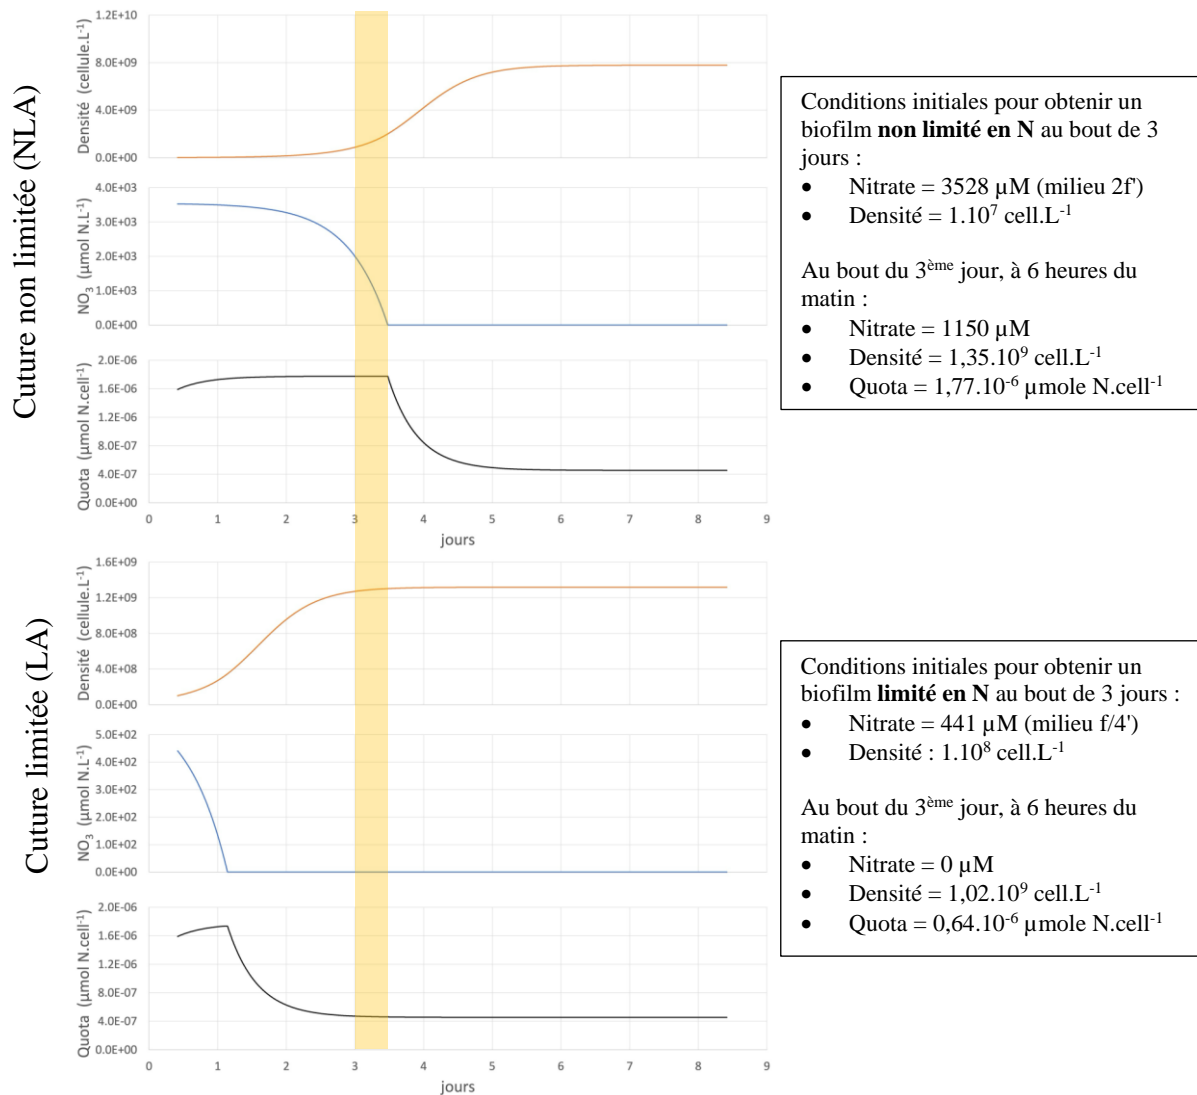 Cuture non limitée (NLA)
Densité (cellule.L-1)
1.2E+10
8.0E+09
4.0E+09
0.0E+00
NO3 (µmol N.L-1)
4.0E+03
3.0E+03
2.0E+03
1.0E+03
0.0E+00
Quota (µmol N.cell-1)
2.0E-06
1.6E-06
1.2E-06
8.0E-07
4.0E-07
0.0E+00
0 1 2 3 4 5 6 7 8 9
jours
Conditions initiales pour obtenir un
biofilm non limité en N au bout de 3
jours :
• Nitrate = 3528 µM (milieu 2f')
• Densité = 1.10⁷ cell.L-1
Au bout du 3ème jour, à 6 heures du
matin :
• Nitrate = 1150 µM
• Densité = 1,35.10⁹ cell.L-1
• Quota = 1,77.10-6 µmole N.cell-1
Cuture limitée (LA)
Densité (cellule.L-1)
1.6E+09
1.2E+09
8.0E+08
4.0E+08
0.0E+00
NO3 (µmol N.L-1)
5.0E+02
4.0E+02
3.0E+02
2.0E+02
1.0E+02
0.0E+00
Quota (µmol N.cell-1)
2.0E-06
1.6E-06
1.2E-06
8.0E-07
4.0E-07
0.0E+00
0 1 2 3 4 5 6 7 8 9
jours
Conditions initiales pour obtenir un
biofilm limité en N au bout de 3 jours :
• Nitrate = 441 µM (milieu f/4')
• Densité : 1.10⁸ cell.L-1
Au bout du 3ème jour, à 6 heures du
matin :
• Nitrate = 0 µM
• Densité = 1,02.10⁹ cell.L-1
• Quota = 0,64.10-6 µmole N.cell-1